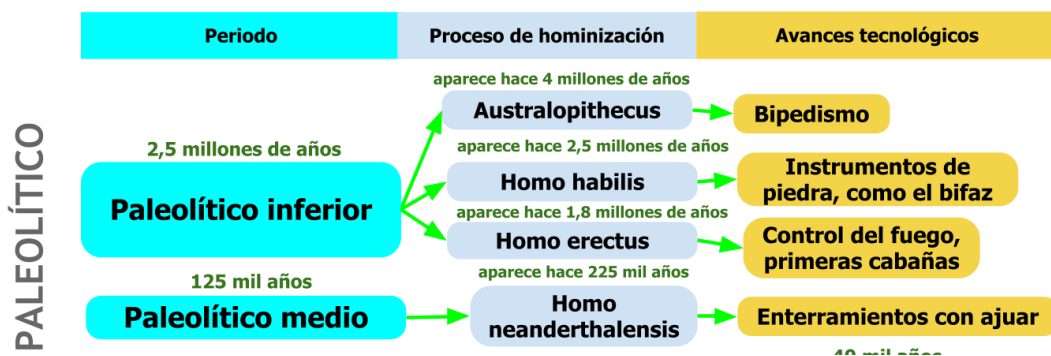 Periodo
Proceso de hominización
Avances tecnológicos
PALEOLÍTICO
aparece hace 4 millones de años
Australopithecus
Bipedismo
2,5 millones de años
Paleolítico inferior
aparece hace 2,5 millones de años
Homo habilis
Instrumentos de
piedra, como el bifaz
aparece hace 1,8 millones de años
Homo erectus
Control del fuego,
primeras cabañas
125 mil años
Paleolítico medio
aparece hace 225 mil años
Homo
neanderthalensis
Enterramientos con ajuar
40 mil años